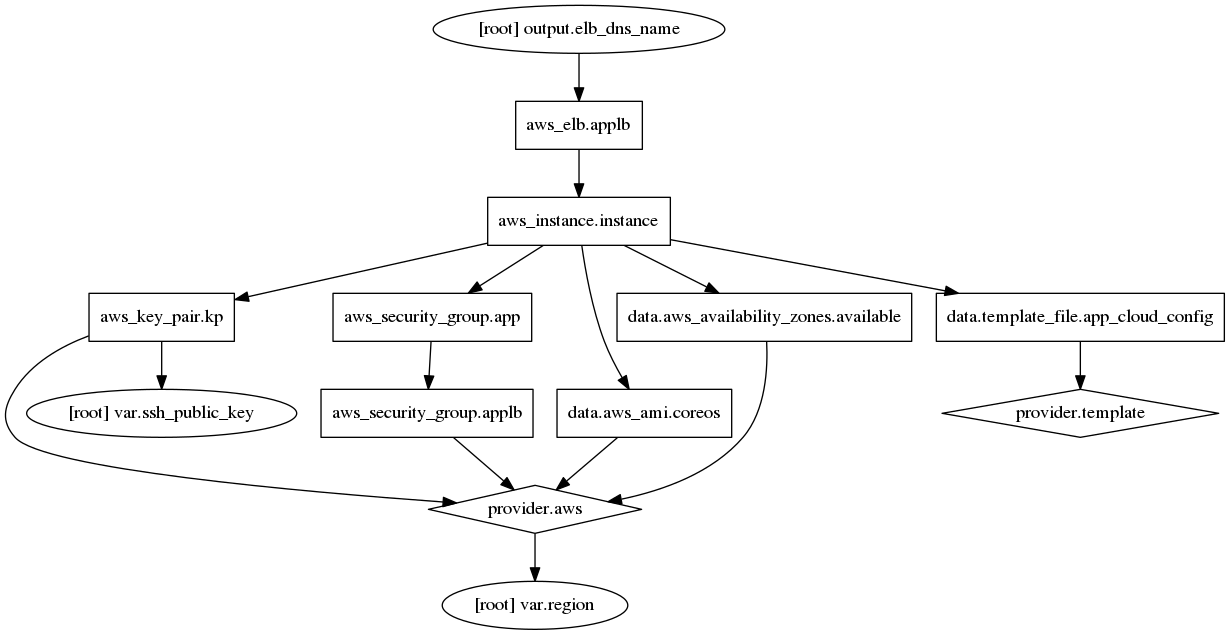 [root] output.elb_dns_name
aws_elb.applb
aws_instance.instance
aws_key_pair.kp
aws_security_group.app
data.aws_availability_zones.available
data.template_file.app_cloud_config
[root] var.ssh_public_key
aws_security_group.applb
data.aws_ami.coreos
provider.template
provider.aws
[root] var.region